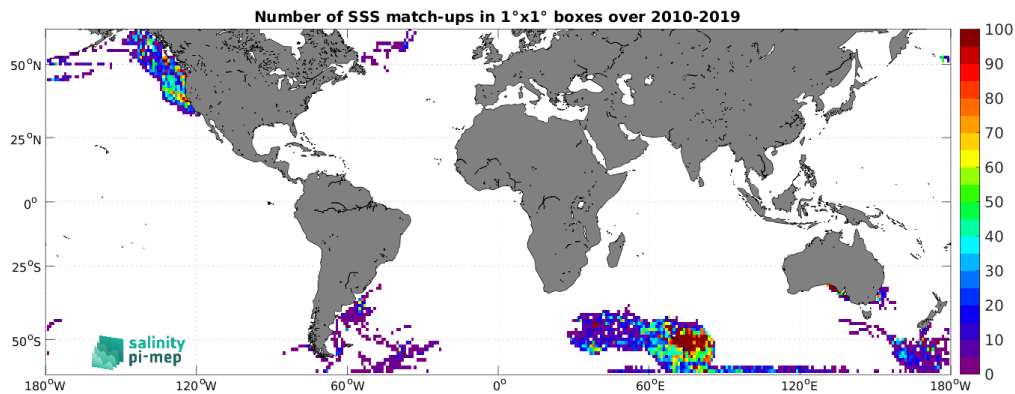 Number of SSS match-ups in 1°x1° boxes over 2010-2019
50°N
25°N
0°
25°S
50°S
180°W
120°W
60°W
0°
60°E
120°E
180°W
100
90
80
70
60
50
40
30
20
10
0
salinity
pi-mep